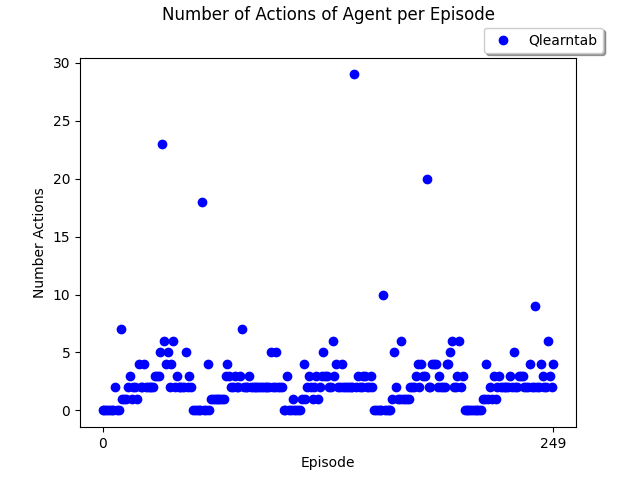 Number of Actions of Agent per Episode
Qlearntab
30
25
20
15
10
5
0
Number Actions
0
249
Episode